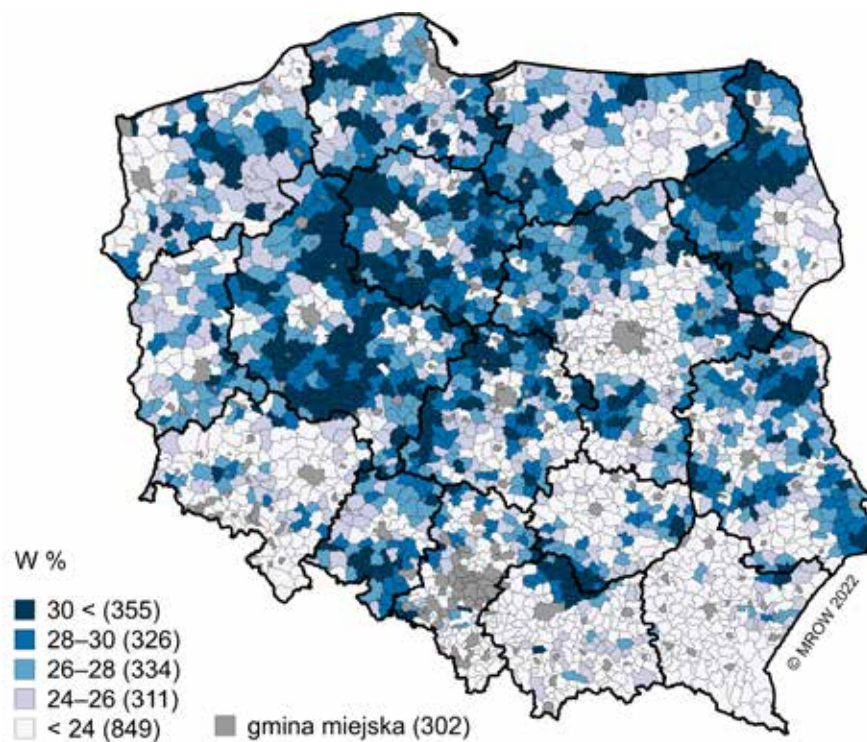 W %
30 < (355)
28–30 (326)
26–28 (334)
24–26 (311)
< 24 (849)
gmina miejska (302)
© MROW 2022